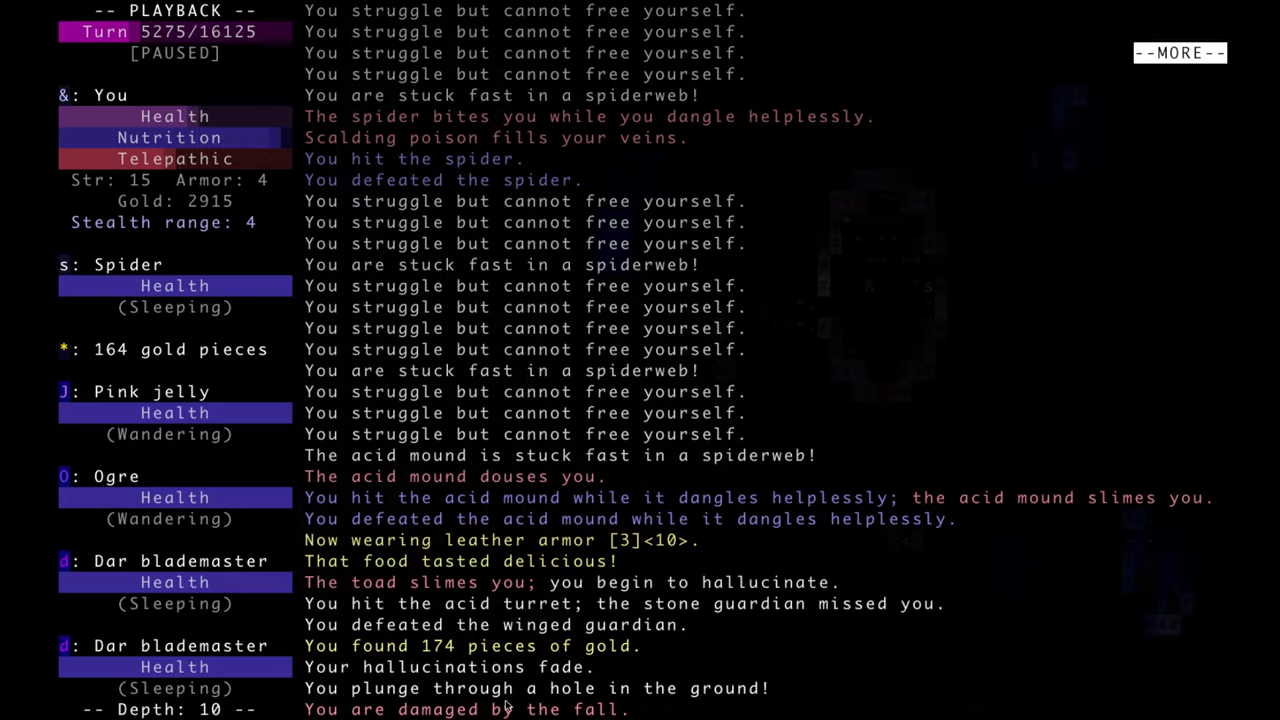 -- PLAYBACK --
Turn 5275/16125
[PAUSED]
&: You
Health
Nutrition
Telepathic
Str: 15 Armor: 4
Gold: 2915
Stealth range: 4
s: Spider
Health
(Sleeping)
*: 164 gold pieces
J: Pink jelly
Health
(Wandering)
O: Ogre
Health
(Wandering)
d: Dar blademaster
Health
(Sleeping)
d: Dar blademaster
Health
(Sleeping)
-- Depth: 10 --
You struggle but cannot free yourself.
You struggle but cannot free yourself.
You struggle but cannot free yourself.
You struggle but cannot free yourself.
You are stuck fast in a spiderweb!
The spider bites you while you dangle helplessly.
Scalding poison fills your veins.
You hit the spider.
You defeated the spider.
You struggle but cannot free yourself.
You struggle but cannot free yourself.
You struggle but cannot free yourself.
You are stuck fast in a spiderweb!
You struggle but cannot free yourself.
You struggle but cannot free yourself.
You struggle but cannot free yourself.
You struggle but cannot free yourself.
You are stuck fast in a spiderweb!
You struggle but cannot free yourself.
You struggle but cannot free yourself.
You struggle but cannot free yourself.
The acid mound is stuck fast in a spiderweb!
The acid mound douses you.
You hit the acid mound while it dangles helplessly; the acid mound slimes you.
You defeated the acid mound while it dangles helplessly.
Now wearing leather armor [3]<10>.
That food tasted delicious!
The toad slimes you; you begin to hallucinate.
You hit the acid turret; the stone guardian missed you.
You defeated the winged guardian.
You found 174 pieces of gold.
Your hallucinations fade.
You plunge through a hole in the ground!
You are damaged by the fall.
--MORE--
& "s